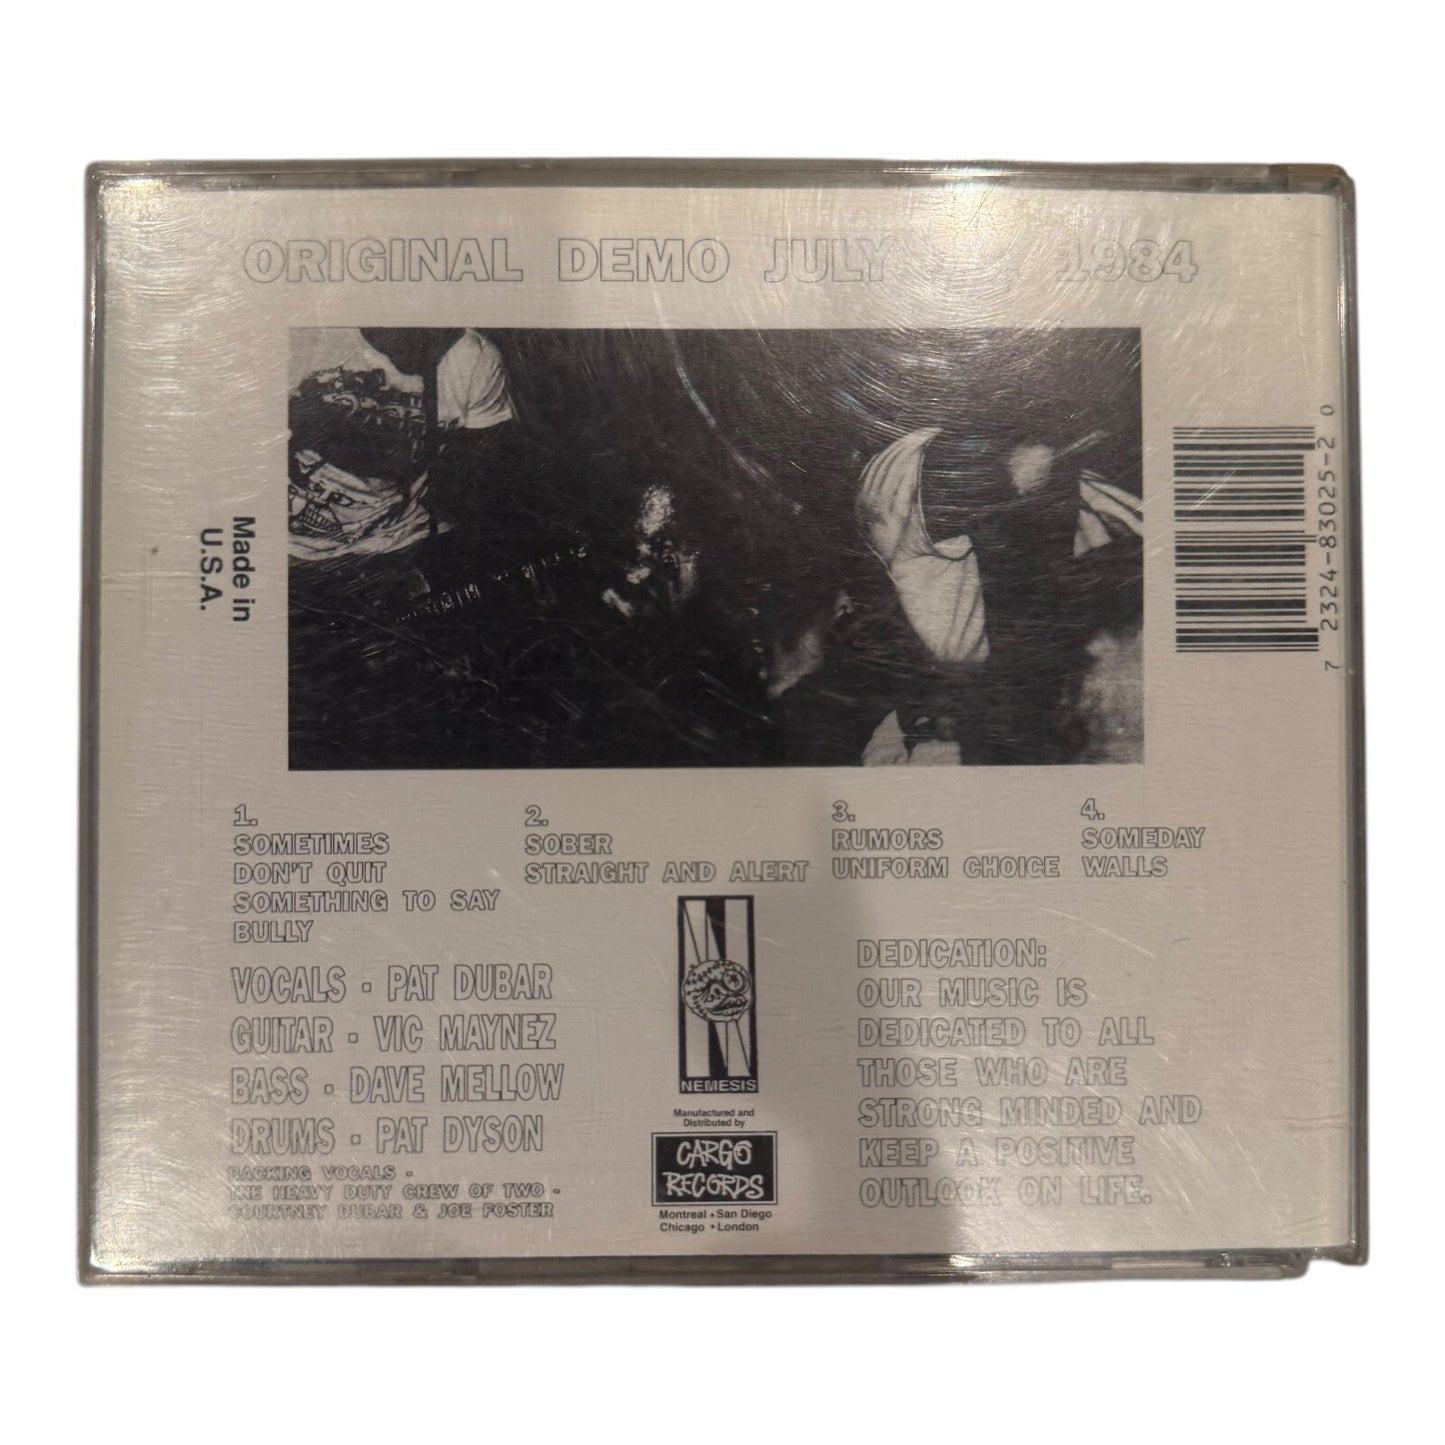 ORIGINAL DEMO JULY 1984
Made in
U.S.A.
7 2324-83025-2 0
1.
SOMETIMES
DON'T QUIT
SOMETHING TO SAY
BULLY
2.
SOBER
STRAIGHT AND ALERT
3.
RUMORS
UNIFORM CHOICE
4.
SOMEDAY
WALLS
VOCALS - PAT DUBAR
GUITAR - VIC MAYNEZ
BASS - DAVE MELLOW
DRUMS - PAT DYSON
BACKING VOCALS -
THE HEAVY DUTY CREW OF TWO -
COURTNEY DUBAR & JOE FOSTER
NEMESIS
Manufactured and
Distributed by
CARGO
RECORDS
Montreal • San Diego
Chicago • London
DEDICATION:
OUR MUSIC IS
DEDICATED TO ALL
THOSE WHO ARE
STRONG MINDED AND
KEEP A POSITIVE
OUTLOOK ON LIFE.